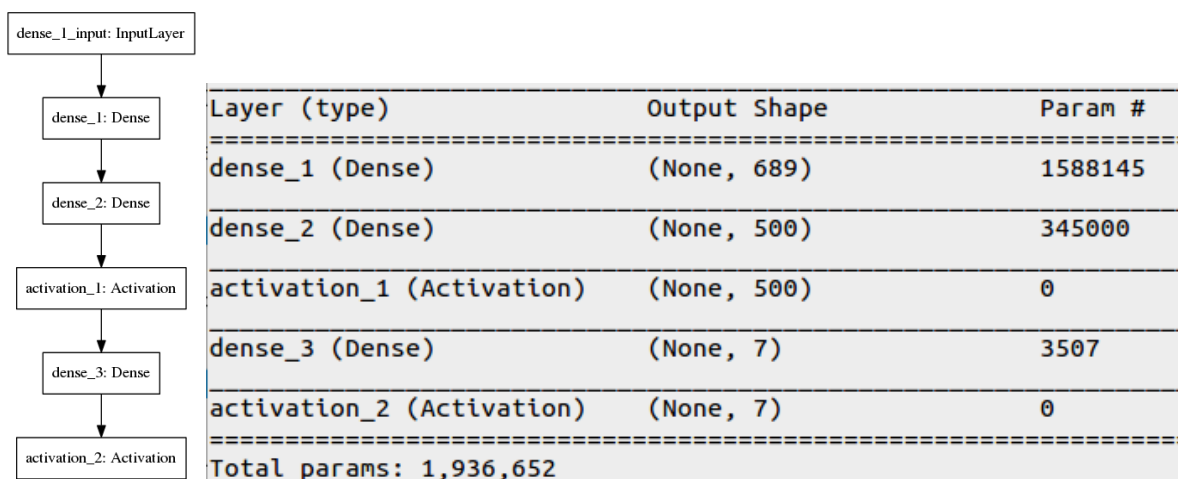 dense_1_input: InputLayer
dense_1: Dense
dense_2: Dense
activation_1: Activation
dense_3: Dense
activation_2: Activation
Layer (type) Output Shape Param #
dense_1 (Dense) (None, 689) 1588145
dense_2 (Dense) (None, 500) 345000
activation_1 (Activation) (None, 500) 0
dense_3 (Dense) (None, 7) 3507
activation_2 (Activation) (None, 7) 0
Total params: 1,936,652